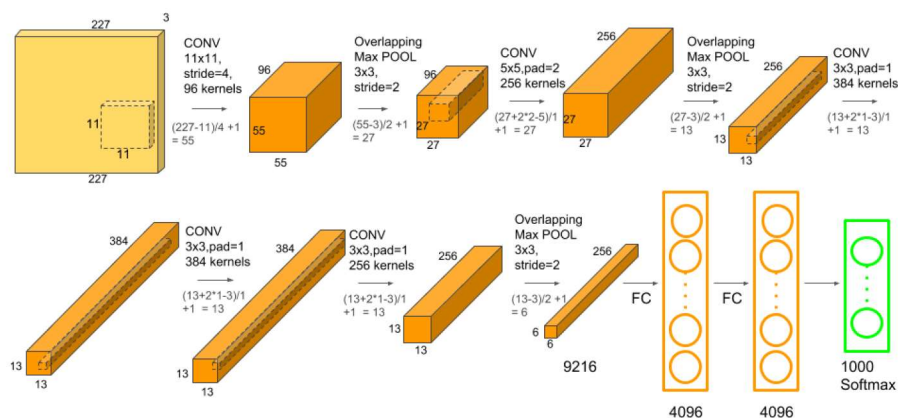 227
3
CONV
11x11,
stride=4,
96 kernels
(227-11)/4 +1
= 55
11
11
227
96
55
55
Overlapping
Max POOL
3x3,
stride=2
(55-3)/2 +1
= 27
96
27
27
CONV
5x5,pad=2
256 kernels
(27+2*2-5)/1
+1 = 27
256
27
27
Overlapping
Max POOL
3x3,
stride=2
(27-3)/2 +1
= 13
256
13
13
CONV
3x3,pad=1
384 kernels
(13+2*1-3)/1
+1 = 13
384
13
13
CONV
3x3,pad=1
384 kernels
(13+2*1-3)/1
+1 = 13
384
13
13
CONV
3x3,pad=1
256 kernels
(13+2*1-3)/1
+1 = 13
256
13
13
Overlapping
Max POOL
3x3,
stride=2
(13-3)/2 +1
= 6
256
6
6
9216
FC
4096
FC
4096
1000
Softmax